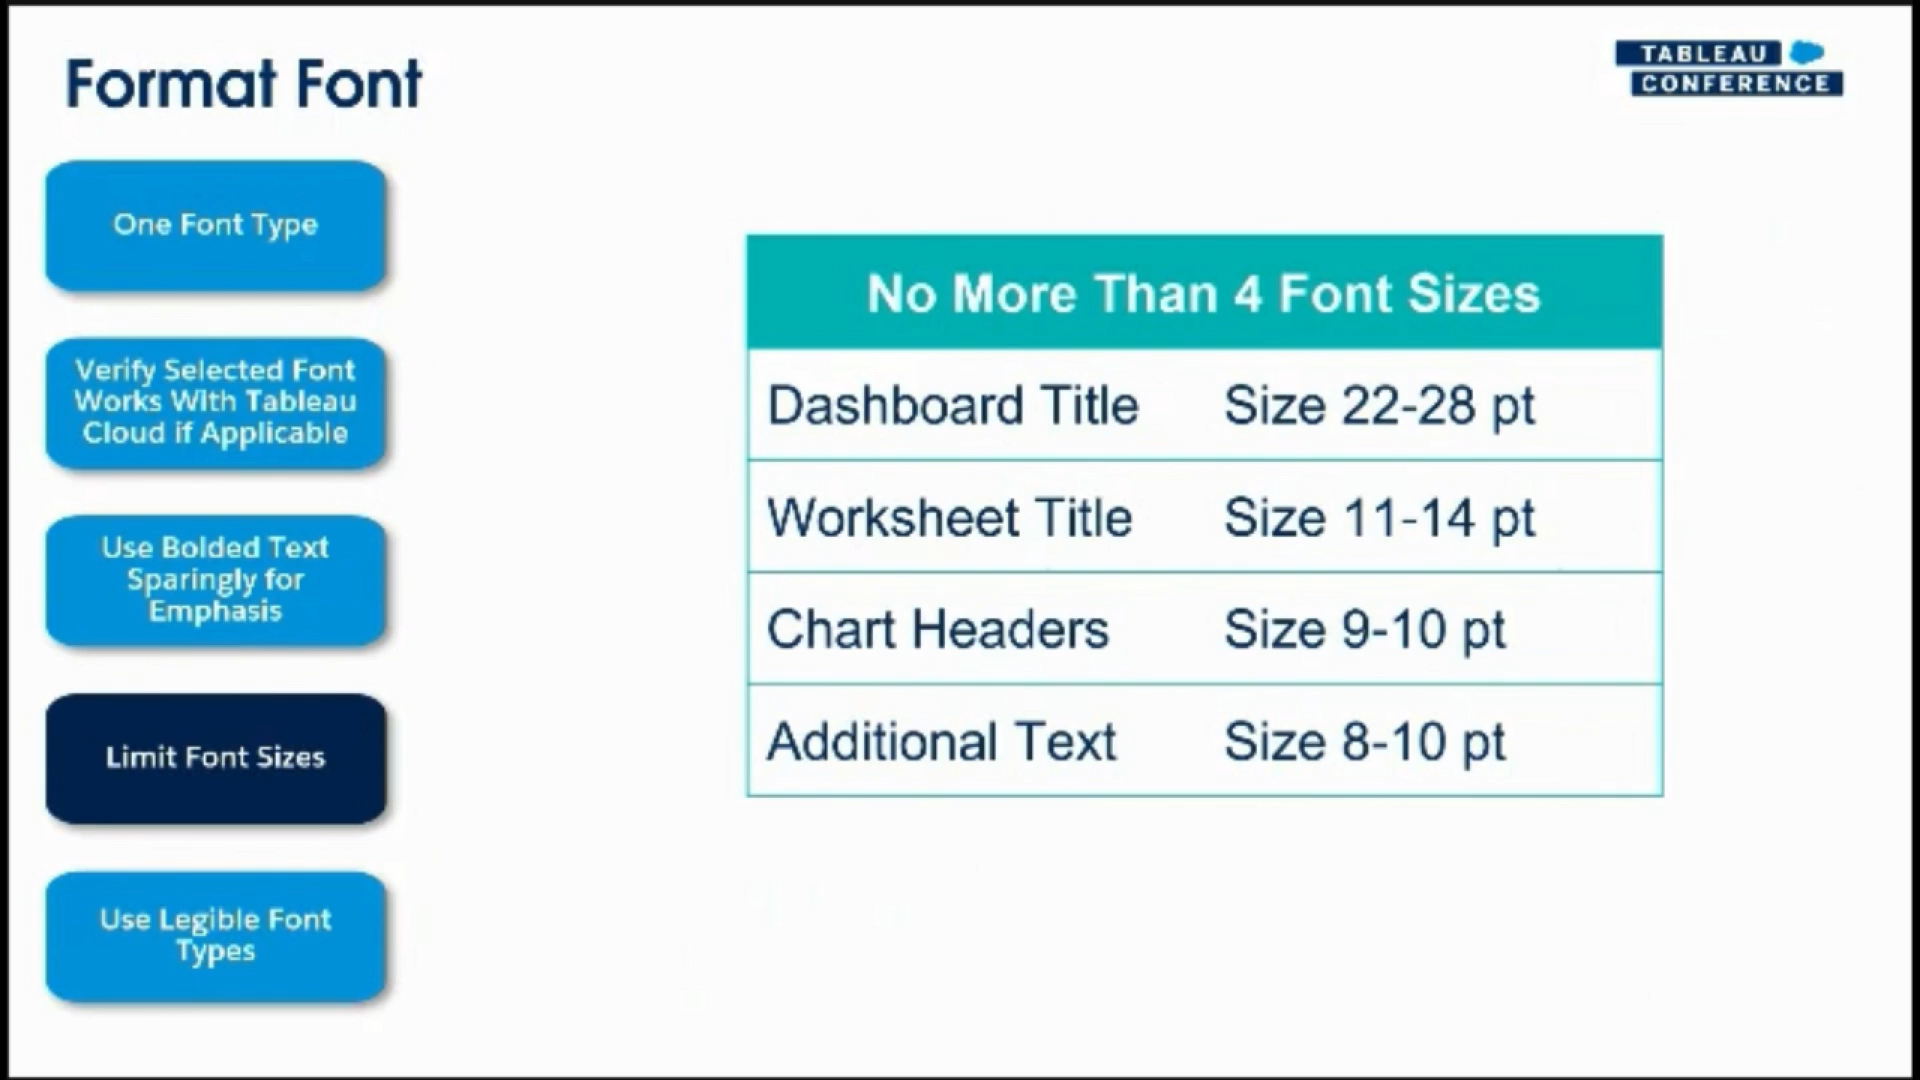 Format Font
TABLEAU
CONFERENCE
One Font Type
Verify Selected Font
Works With Tableau
Cloud if Applicable
Use Bolded Text
Sparingly for
Emphasis
Limit Font Sizes
Use Legible Font
Types
No More Than 4 Font Sizes
Dashboard Title Size 22-28 pt
Worksheet Title Size 11-14 pt
Chart Headers Size 9-10 pt
Additional Text Size 8-10 pt